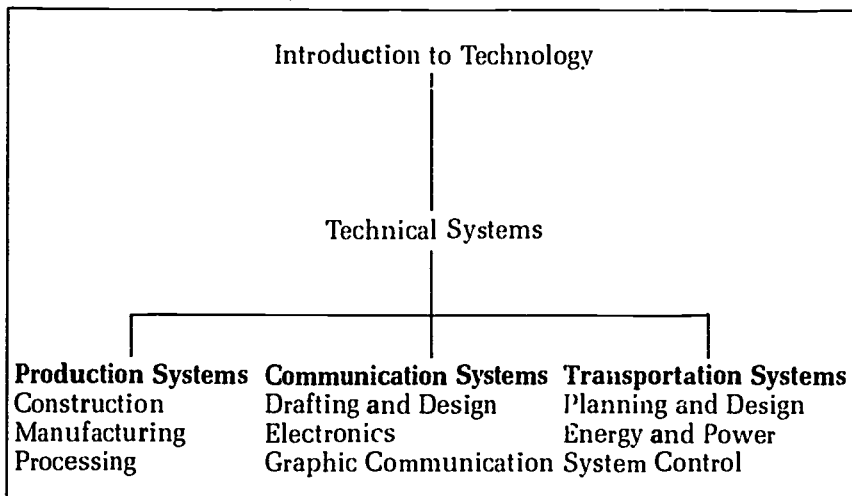 Introduction to Technology
Technical Systems
Production Systems Communication Systems Transportation Systems
Construction Drafting and Design Planning and Design
Manufacturing Electronics Energy and Power
Processing Graphic Communication System Control